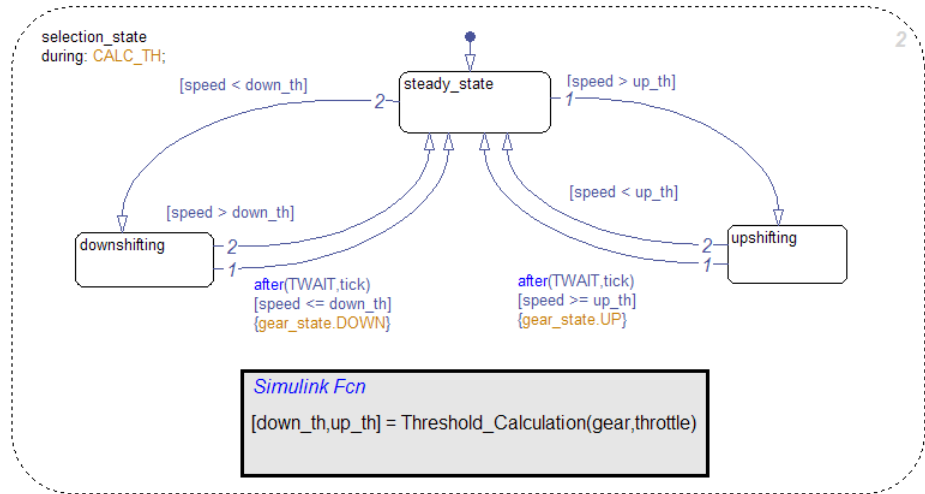 selection_state
during: CALC_TH;
2
[speed < down_th]
2
steady_state
1
[speed > up_th]
[speed > down_th]
[speed < up_th]
downshifting
2
1
2
1
upshifting
after(TWAIT,tick)
[speed <= down_th]
{gear_state.DOWN}
after(TWAIT,tick)
[speed >= up_th]
{gear_state.UP}
Simulink Fcn
[down_th,up_th] = Threshold_Calculation(gear,throttle)